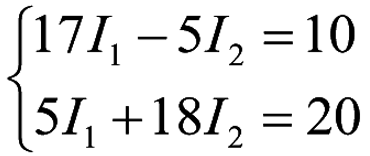 17I₁ − 5I₂ = 10
5I₁ + 18I₂ = 20